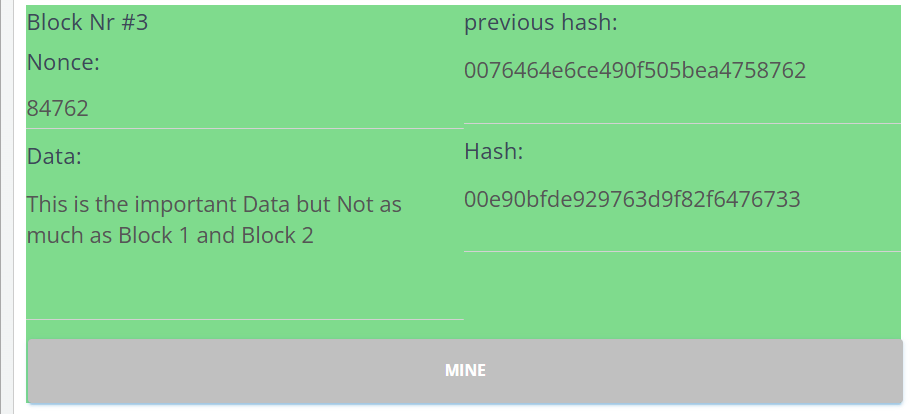 Block Nr #3
Nonce:
84762
Data:
This is the important Data but Not as
much as Block 1 and Block 2
previous hash:
0076464e6ce490f505bea4758762
Hash:
00e90bfde929763d9f82f6476733
MINE